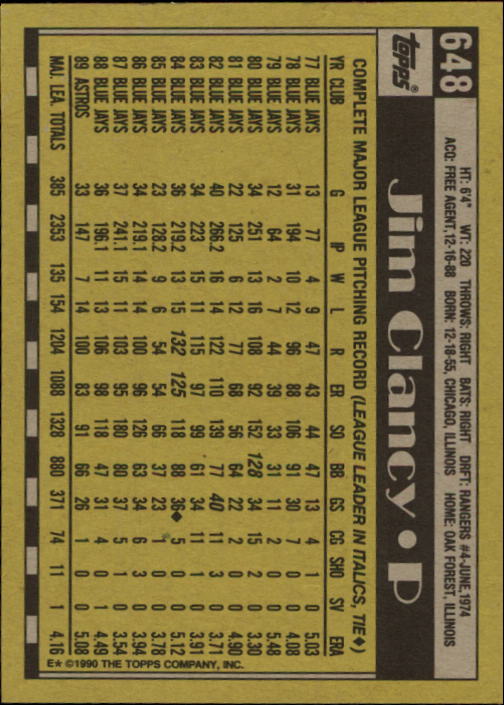 648
topps®
Jim Clancy • P
HT: 6'4" WT: 220 THROWS: RIGHT BATS: RIGHT DRFT: RANGERS #4-JUNE, 1974
ACQ: FREE AGENT, 12-16-88 BORN: 12-18-55, CHICAGO, ILLINOIS HOME: OAK FOREST, ILLINOIS
COMPLETE MAJOR LEAGUE PITCHING RECORD (LEAGUE LEADER IN ITALICS, TIE♦)
YR CLUB G IP W L R ER SO BB GS CG SHO SV ERA
77 BLUE JAYS 13 77 4 9 47 43 44 47 13 4 1 0 5.03
78 BLUE JAYS 31 194 10 12 96 88 106 91 30 7 0 0 4.08
79 BLUE JAYS 12 64 2 7 44 39 33 31 11 2 0 0 5.48
80 BLUE JAYS 34 251 13 16 108 92 152 128 34 15 2 0 3.30
81 BLUE JAYS 22 125 6 12 77 68 56 64 22 2 0 0 4.90
82 BLUE JAYS 40 266.2 16 14 122 110 139 77 40 11 3 0 3.71
83 BLUE JAYS 34 223 15 11 115 97 99 61 34 11 1 0 3.91
84 BLUE JAYS 36 219.2 13 15 132 125 118 88 36♦ 5 0 0 5.12
85 BLUE JAYS 23 128.2 9 6 54 54 66 37 23 1 0 0 3.78
86 BLUE JAYS 34 219.1 14 14 100 96 126 63 34 6 3 0 3.94
87 BLUE JAYS 37 241.1 15 11 103 95 180 80 37 5 1 0 3.54
88 BLUE JAYS 36 196.1 11 13 106 98 118 47 31 4 0 1 4.49
89 ASTROS 33 147 7 14 100 83 91 66 26 1 0 0 5.08
MAJ. LEA. TOTALS 385 2353 135 154 1204 1088 1328 880 371 74 11 1 4.16
E* ©1990 THE TOPPS COMPANY, INC.